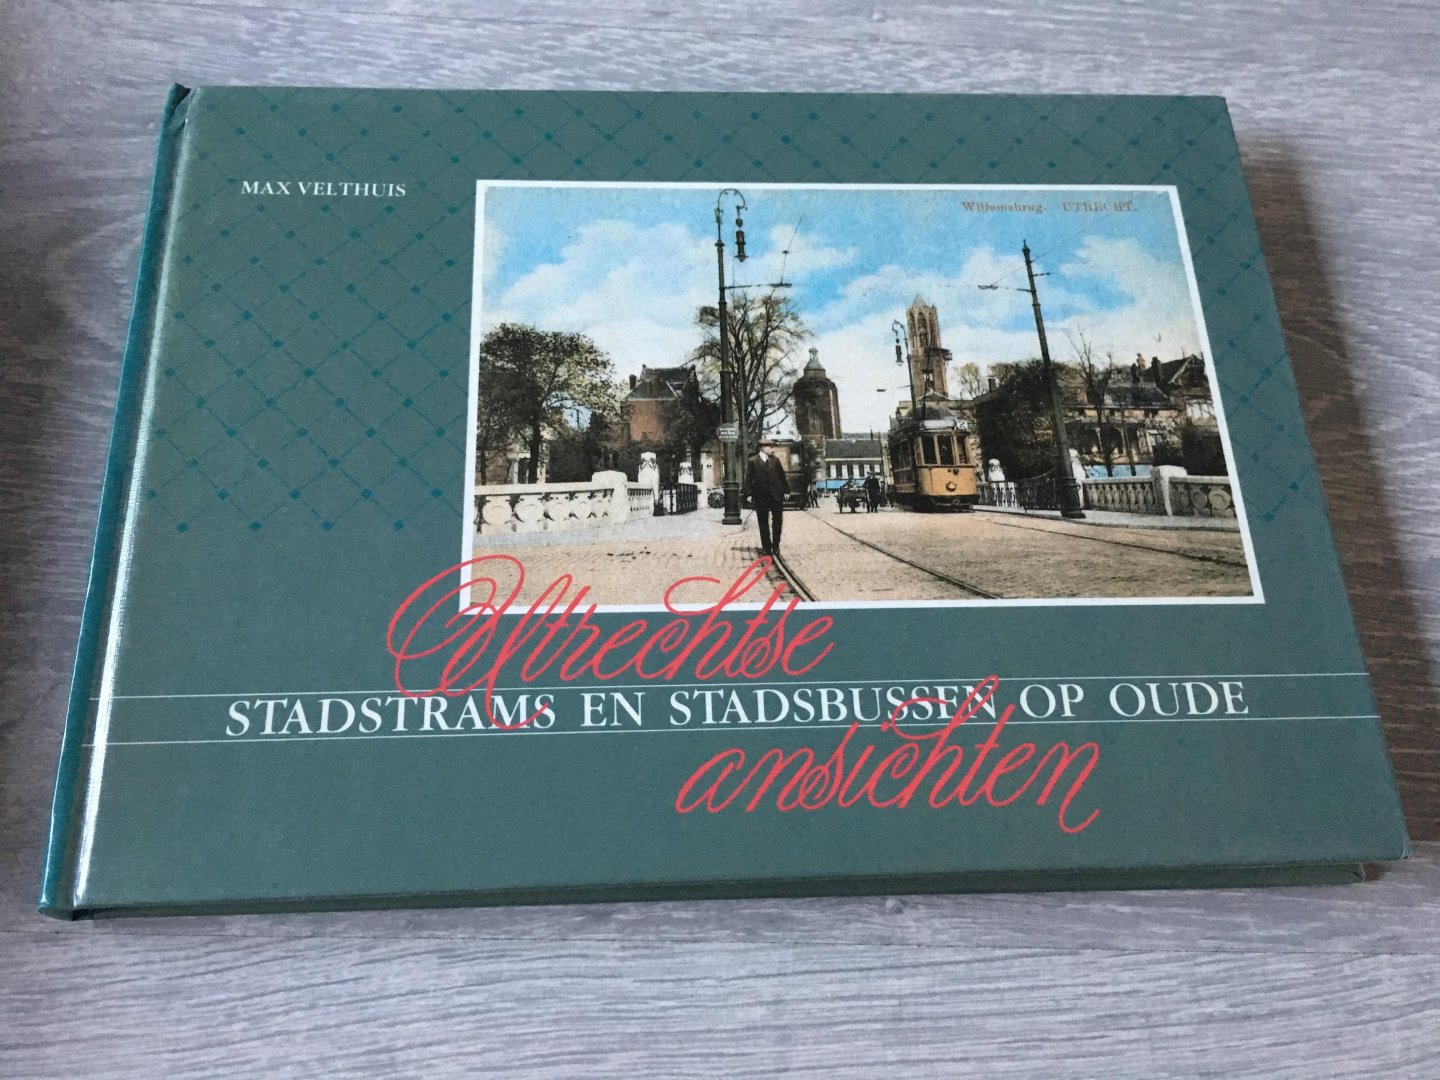 MAX VELTHUIS
Willemsbrug. UTRECHT.
Utrechtse
STADSTRAMS EN STADSBUSSEN OP OUDE
ansichten